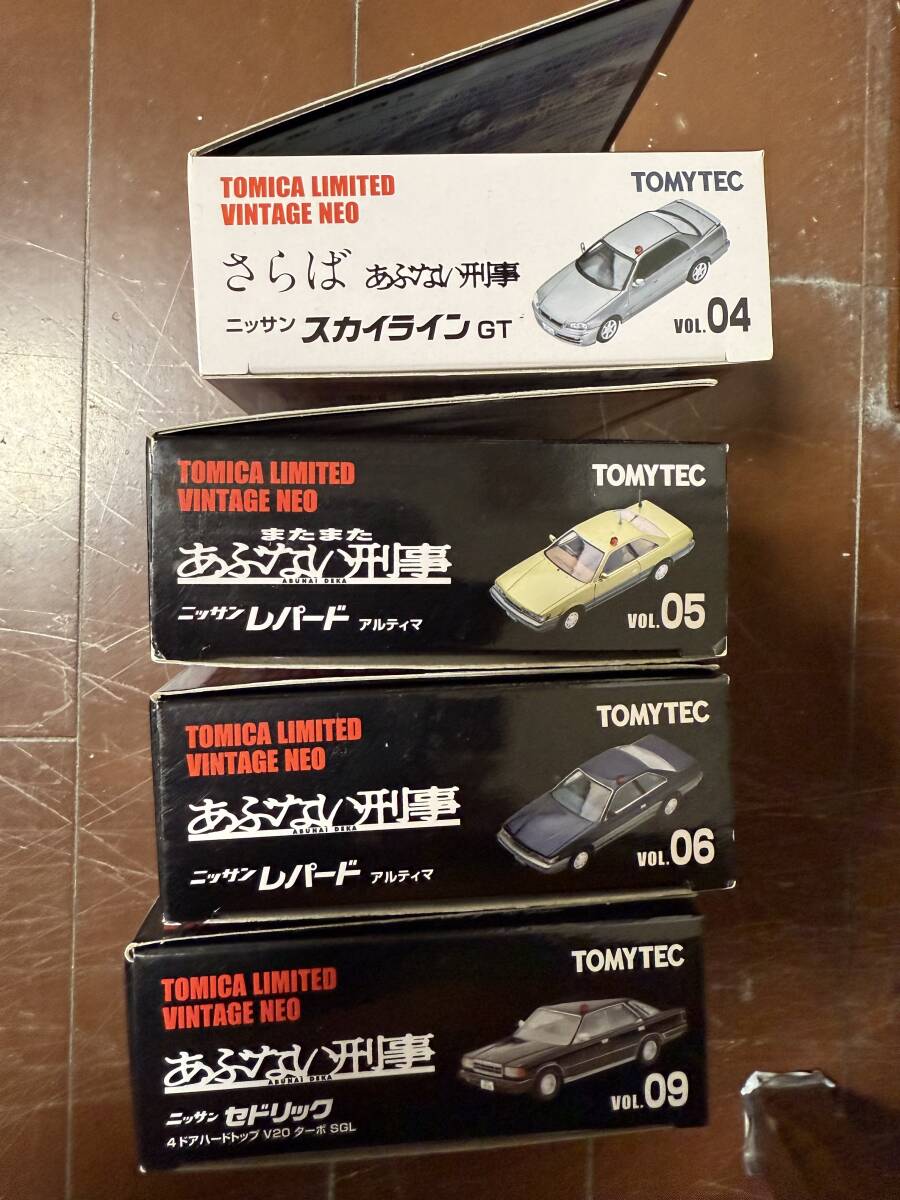 TOMICA LIMITED
VINTAGE NEO
TOMYTEC
さらば あぶない刑事
ニッサン スカイライン GT
VOL.04
TOMICA LIMITED
VINTAGE NEO
TOMYTEC
またまた
あぶない刑事
ABUNAI DEKA
ニッサン レパード アルティマ
VOL.05
TOMICA LIMITED
VINTAGE NEO
TOMYTEC
あぶない刑事
ABUNAI DEKA
ニッサン レパード アルティマ
VOL.06
TOMICA LIMITED
VINTAGE NEO
TOMYTEC
あぶない刑事
ABUNAI DEKA
ニッサン セドリック
4ドアハードトップ V20 ターボ SGL
VOL.09